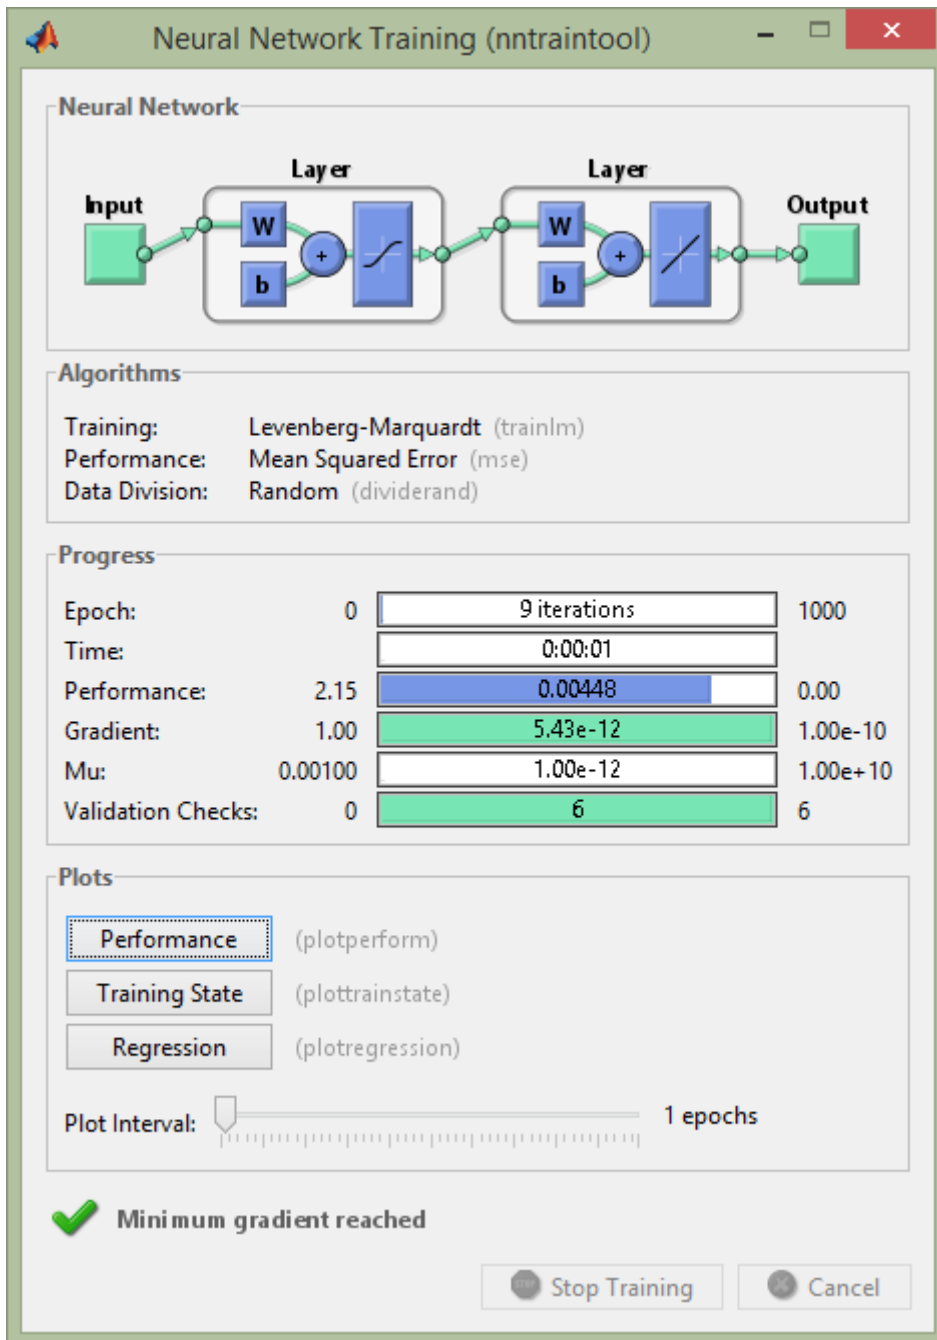 Neural Network Training (nntraintool)
Neural Network
Layer Layer
Input Output
W W
+ +
b b
Algorithms
Training: Levenberg-Marquardt (trainlm)
Performance: Mean Squared Error (mse)
Data Division: Random (dividerand)
Progress
Epoch: 0 9 iterations 1000
Time: 0:00:01
Performance: 2.15 0.00448 0.00
Gradient: 1.00 5.43e-12 1.00e-10
Mu: 0.00100 1.00e-12 1.00e+10
Validation Checks: 0 6 6
Plots
Performance (plotperform)
Training State (plottrainstate)
Regression (plotregression)
Plot Interval: 1 epochs
Minimum gradient reached
STOP Stop Training Cancel